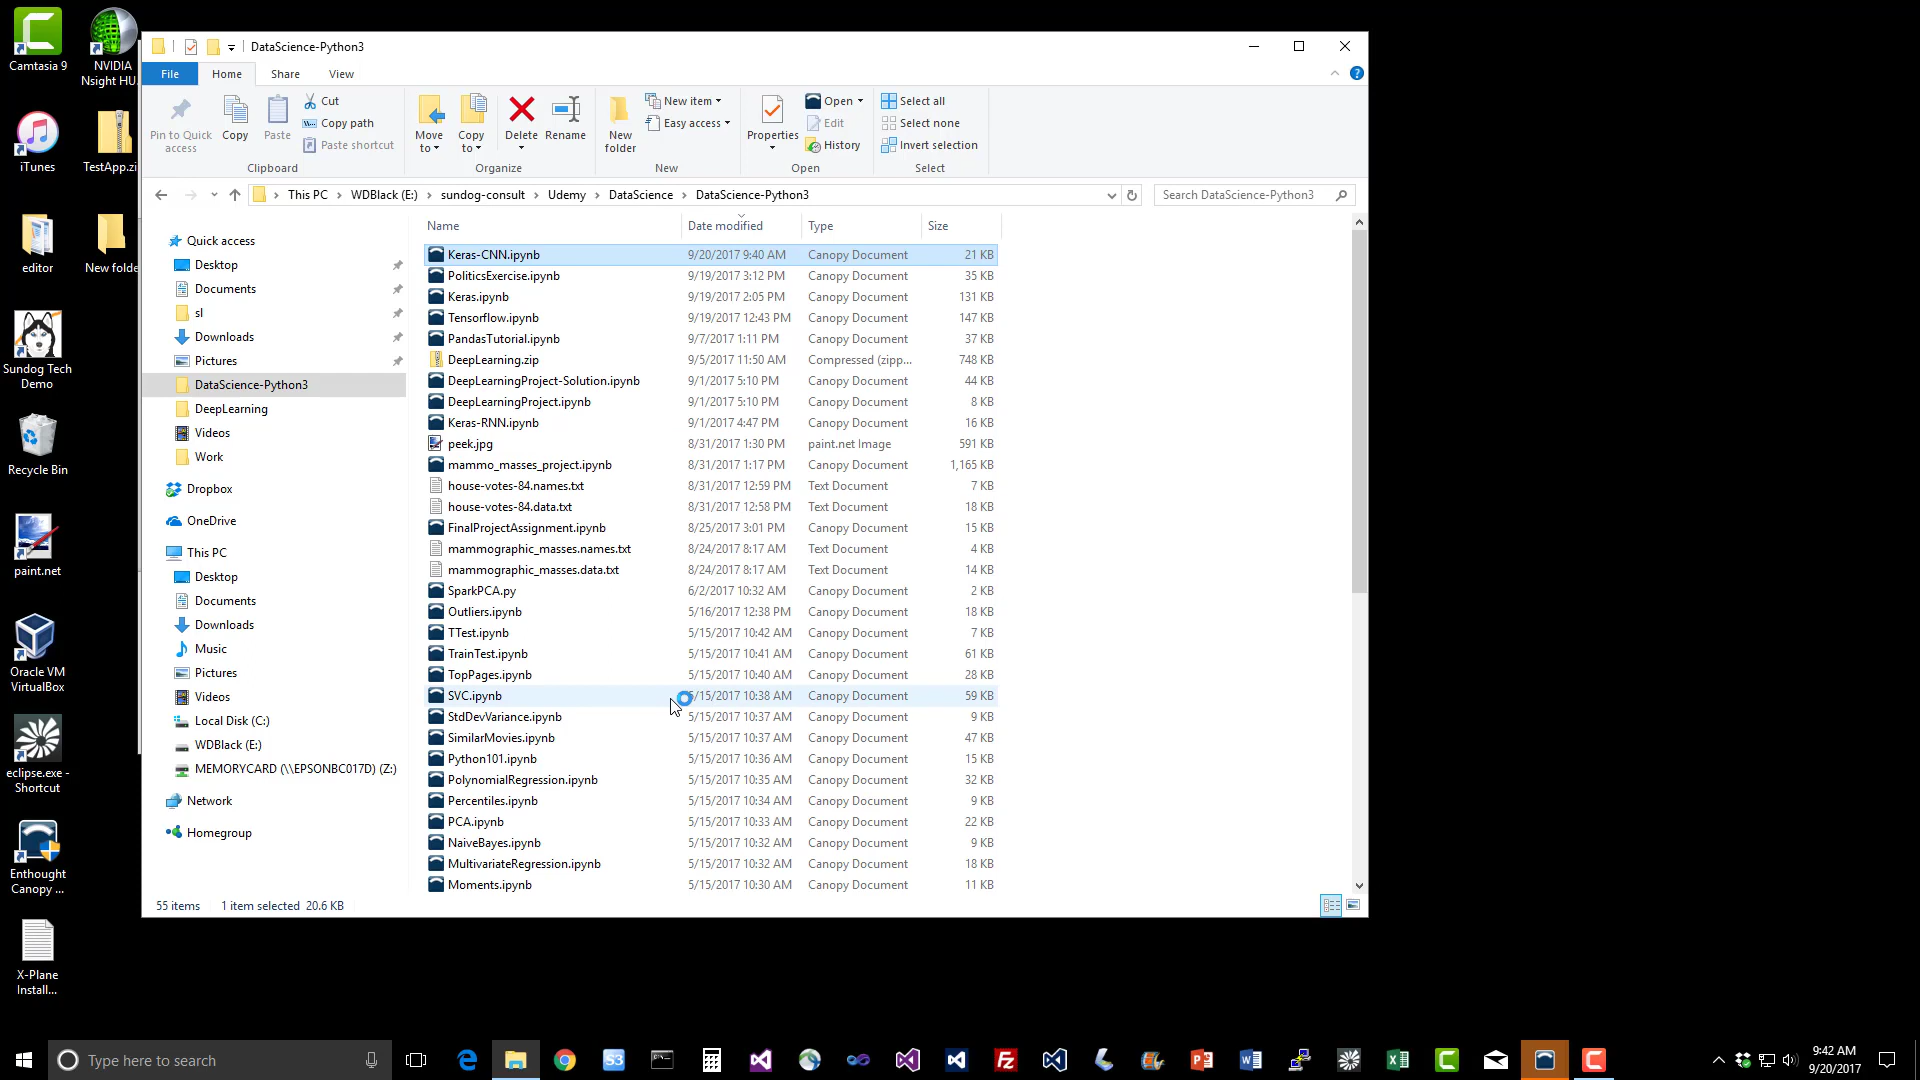 Camtasia 9
NVIDIA
Nsight HU...
iTunes
TestApp.zi
editor
New folde
Sundog Tech
Demo
Recycle Bin
paint.net
Oracle VM
VirtualBox
eclipse.exe -
Shortcut
Enthought
Canopy ...
X-Plane
Install...
DataScience-Python3
File
Home
Share
View
Pin to Quick
access
Copy
Paste
Cut
Copy path
Paste shortcut
Clipboard
Move
to
Copy
to
Delete
Rename
Organize
New
folder
New item
Easy access
New
Properties
Open
Edit
History
Open
Select all
Select none
Invert selection
Select
This PC > WDBlack (E:) > sundog-consult > Udemy > DataScience > DataScience-Python3
Search DataScience-Python3
Quick access
Desktop
Documents
sl
Downloads
Pictures
DataScience-Python3
DeepLearning
Videos
Work
Dropbox
OneDrive
This PC
Desktop
Documents
Downloads
Music
Pictures
Videos
Local Disk (C:)
WDBlack (E:)
MEMORYCARD (\\EPSONBC017D) (Z:)
Network
Homegroup
Name Date modified Type Size
Keras-CNN.ipynb 9/20/2017 9:40 AM Canopy Document 21 KB
PoliticsExercise.ipynb 9/19/2017 3:12 PM Canopy Document 35 KB
Keras.ipynb 9/19/2017 2:05 PM Canopy Document 131 KB
Tensorflow.ipynb 9/19/2017 12:43 PM Canopy Document 147 KB
PandasTutorial.ipynb 9/7/2017 1:11 PM Canopy Document 37 KB
DeepLearning.zip 9/5/2017 11:50 AM Compressed (zipp... 748 KB
DeepLearningProject-Solution.ipynb 9/1/2017 5:10 PM Canopy Document 44 KB
DeepLearningProject.ipynb 9/1/2017 5:10 PM Canopy Document 8 KB
Keras-RNN.ipynb 9/1/2017 4:47 PM Canopy Document 16 KB
peek.jpg 8/31/2017 1:30 PM paint.net Image 591 KB
mammo_masses_project.ipynb 8/31/2017 1:17 PM Canopy Document 1,165 KB
house-votes-84.names.txt 8/31/2017 12:59 PM Text Document 7 KB
house-votes-84.data.txt 8/31/2017 12:58 PM Text Document 18 KB
FinalProjectAssignment.ipynb 8/25/2017 3:01 PM Canopy Document 15 KB
mammographic_masses.names.txt 8/24/2017 8:17 AM Text Document 4 KB
mammographic_masses.data.txt 8/24/2017 8:17 AM Text Document 14 KB
SparkPCA.py 6/2/2017 10:32 AM Canopy Document 2 KB
Outliers.ipynb 5/16/2017 12:38 PM Canopy Document 18 KB
TTest.ipynb 5/15/2017 10:42 AM Canopy Document 7 KB
TrainTest.ipynb 5/15/2017 10:41 AM Canopy Document 61 KB
TopPages.ipynb 5/15/2017 10:40 AM Canopy Document 28 KB
SVC.ipynb 5/15/2017 10:38 AM Canopy Document 59 KB
StdDevVariance.ipynb 5/15/2017 10:37 AM Canopy Document 9 KB
SimilarMovies.ipynb 5/15/2017 10:37 AM Canopy Document 47 KB
Python101.ipynb 5/15/2017 10:36 AM Canopy Document 15 KB
PolynomialRegression.ipynb 5/15/2017 10:35 AM Canopy Document 32 KB
Percentiles.ipynb 5/15/2017 10:34 AM Canopy Document 9 KB
PCA.ipynb 5/15/2017 10:33 AM Canopy Document 22 KB
NaiveBayes.ipynb 5/15/2017 10:32 AM Canopy Document 9 KB
MultivariateRegression.ipynb 5/15/2017 10:32 AM Canopy Document 18 KB
Moments.ipynb 5/15/2017 10:30 AM Canopy Document 11 KB
55 items 1 item selected 20.6 KB
Type here to search
9:42 AM
9/20/2017